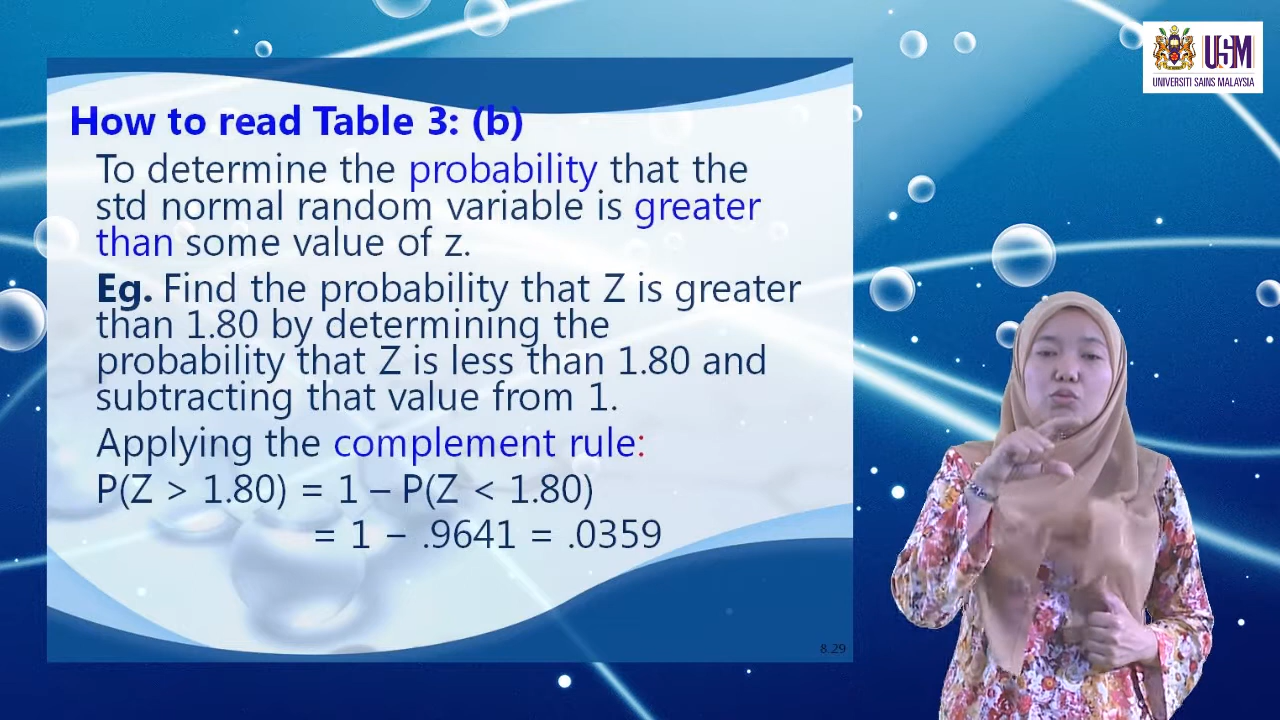 USM
UNIVERSITI SAINS MALAYSIA
How to read Table 3: (b)
To determine the probability that the
std normal random variable is greater
than some value of z.
Eg. Find the probability that Z is greater
than 1.80 by determining the
probability that Z is less than 1.80 and
subtracting that value from 1.
Applying the complement rule:
P(Z > 1.80) = 1 – P(Z < 1.80)
= 1 − .9641 = .0359
8.29